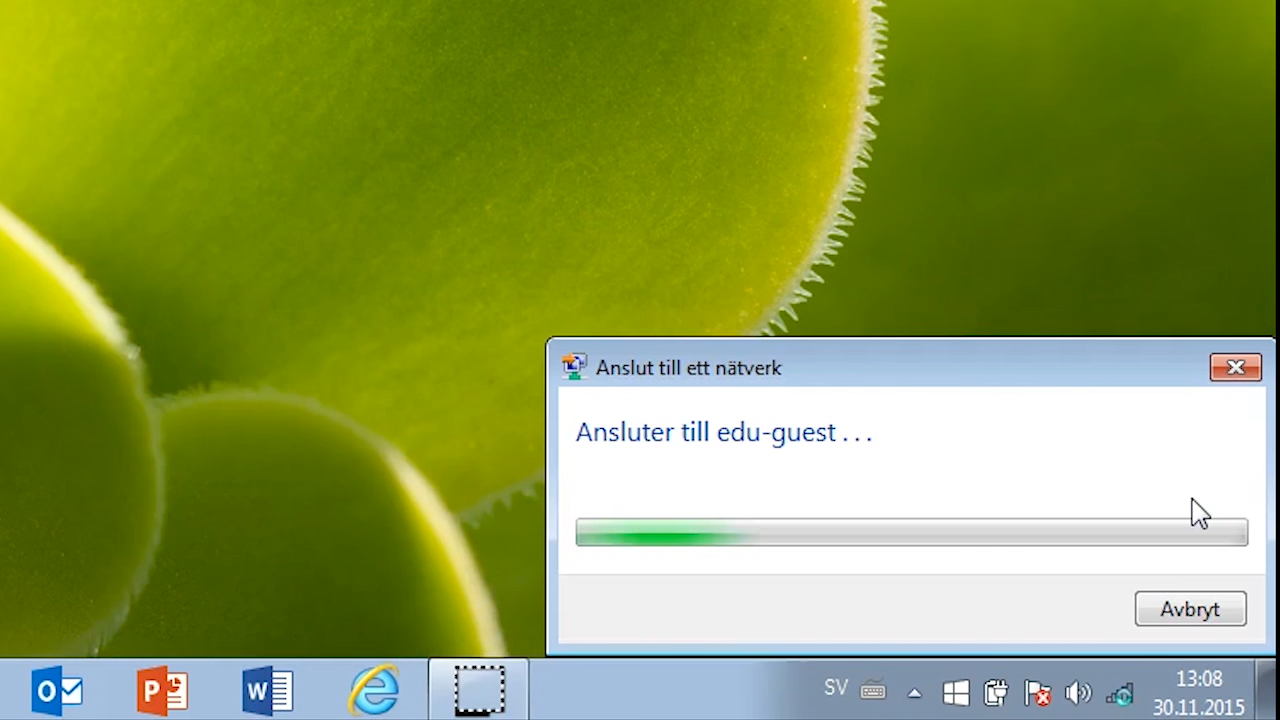 Anslut till ett nätverk
Ansluter till edu-guest . . .
Avbryt
SV
13:08
30.11.2015